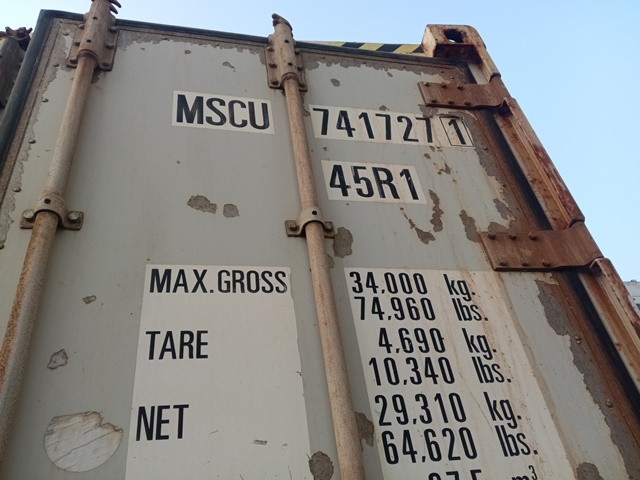 MSCU 741727 1
45R1
MAX.GROSS 34,000 kg.
74,960 lbs.
TARE 4,690 kg.
10,340 lbs.
NET 29,310 kg.
64,620 lbs.
m³